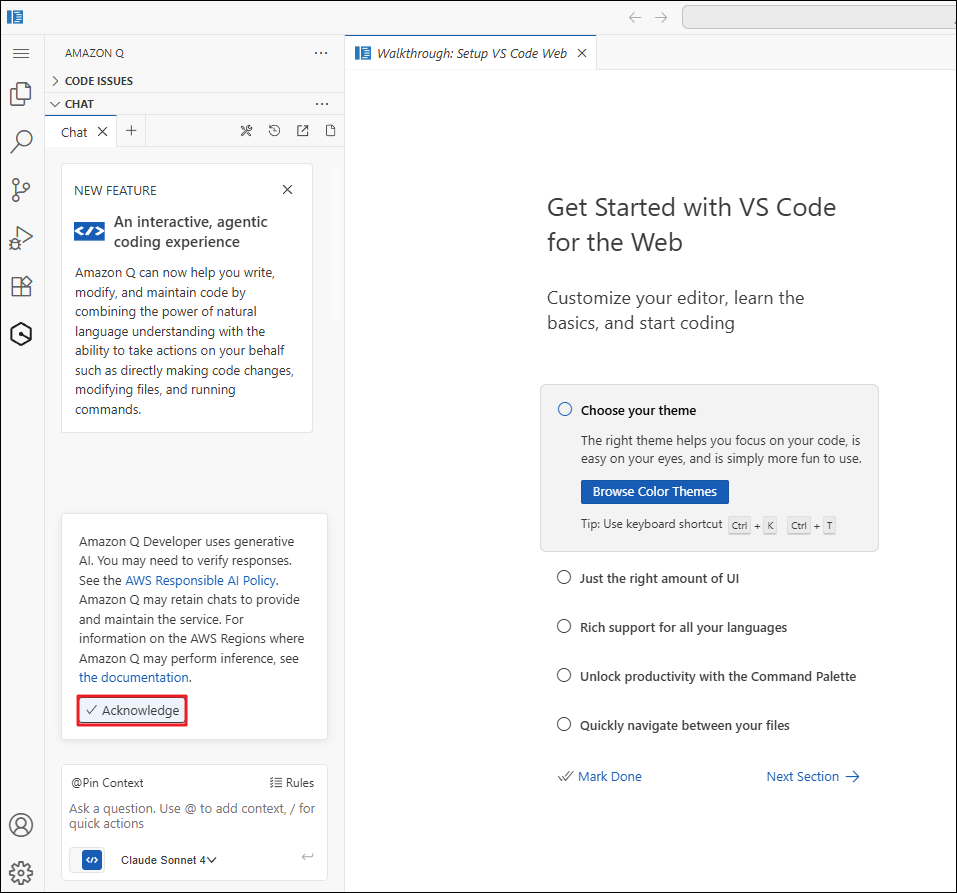 AMAZON Q
CODE ISSUES
CHAT
Chat
NEW FEATURE
An interactive, agentic
coding experience
Amazon Q can now help you write,
modify, and maintain code by
combining the power of natural
language understanding with the
ability to take actions on your behalf
such as directly making code changes,
modifying files, and running
commands.
Amazon Q Developer uses generative
AI. You may need to verify responses.
See the AWS Responsible AI Policy.
Amazon Q may retain chats to provide
and maintain the service. For
information on the AWS Regions where
Amazon Q may perform inference, see
the documentation.
Acknowledge
@Pin Context
Rules
Ask a question. Use @ to add context, / for
quick actions
Claude Sonnet 4
Walkthrough: Setup VS Code Web
Get Started with VS Code
for the Web
Customize your editor, learn the
basics, and start coding
Choose your theme
The right theme helps you focus on your code, is
easy on your eyes, and is simply more fun to use.
Browse Color Themes
Tip: Use keyboard shortcut Ctrl + K Ctrl + T
Just the right amount of UI
Rich support for all your languages
Unlock productivity with the Command Palette
Quickly navigate between your files
Mark Done
Next Section